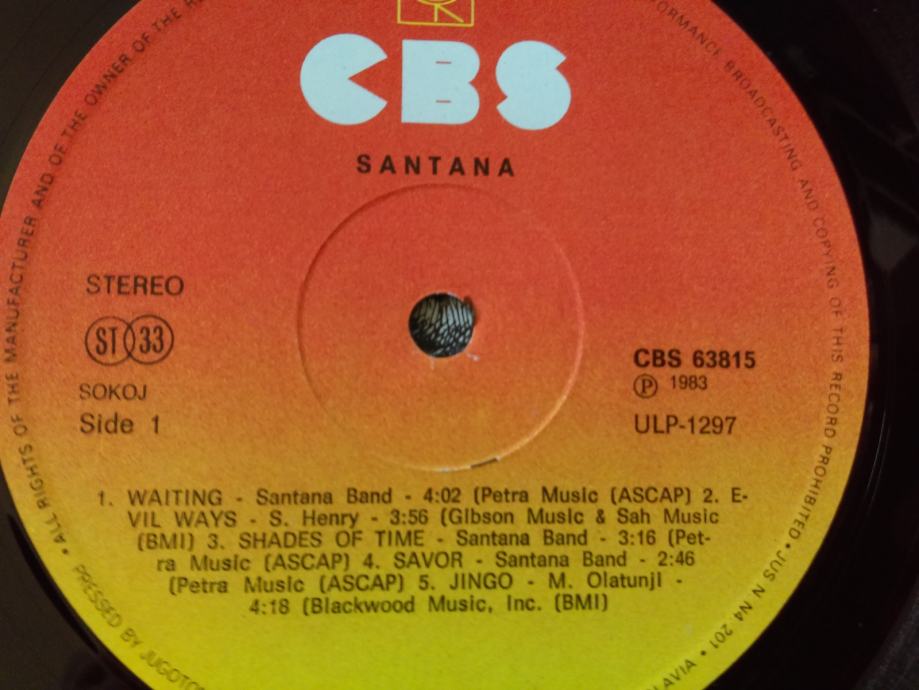 CBS
SANTANA
STEREO
ST 33
SOKOJ
Side 1
CBS 63815
Ⓟ 1983
ULP-1297
1. WAITING - Santana Band - 4:02 (Petra Music (ASCAP) 2. E-
VIL WAYS - S. Henry - 3:56 (Gibson Music & Sah Music
(BMI) 3. SHADES OF TIME - Santana Band - 3:16 (Pet-
ra Music (ASCAP) 4. SAVOR - Santana Band - 2:46
(Petra Music (ASCAP) 5. JINGO - M. Olatunji -
4:18 (Blackwood Music, Inc. (BMI)
• ALL RIGHTS OF THE MANUFACTURER AND OF THE OWNER OF THE
BROADCASTING AND COPYING OF THIS RECORD PROHIBITED • JUS N N4 201 •
PRESSED BY